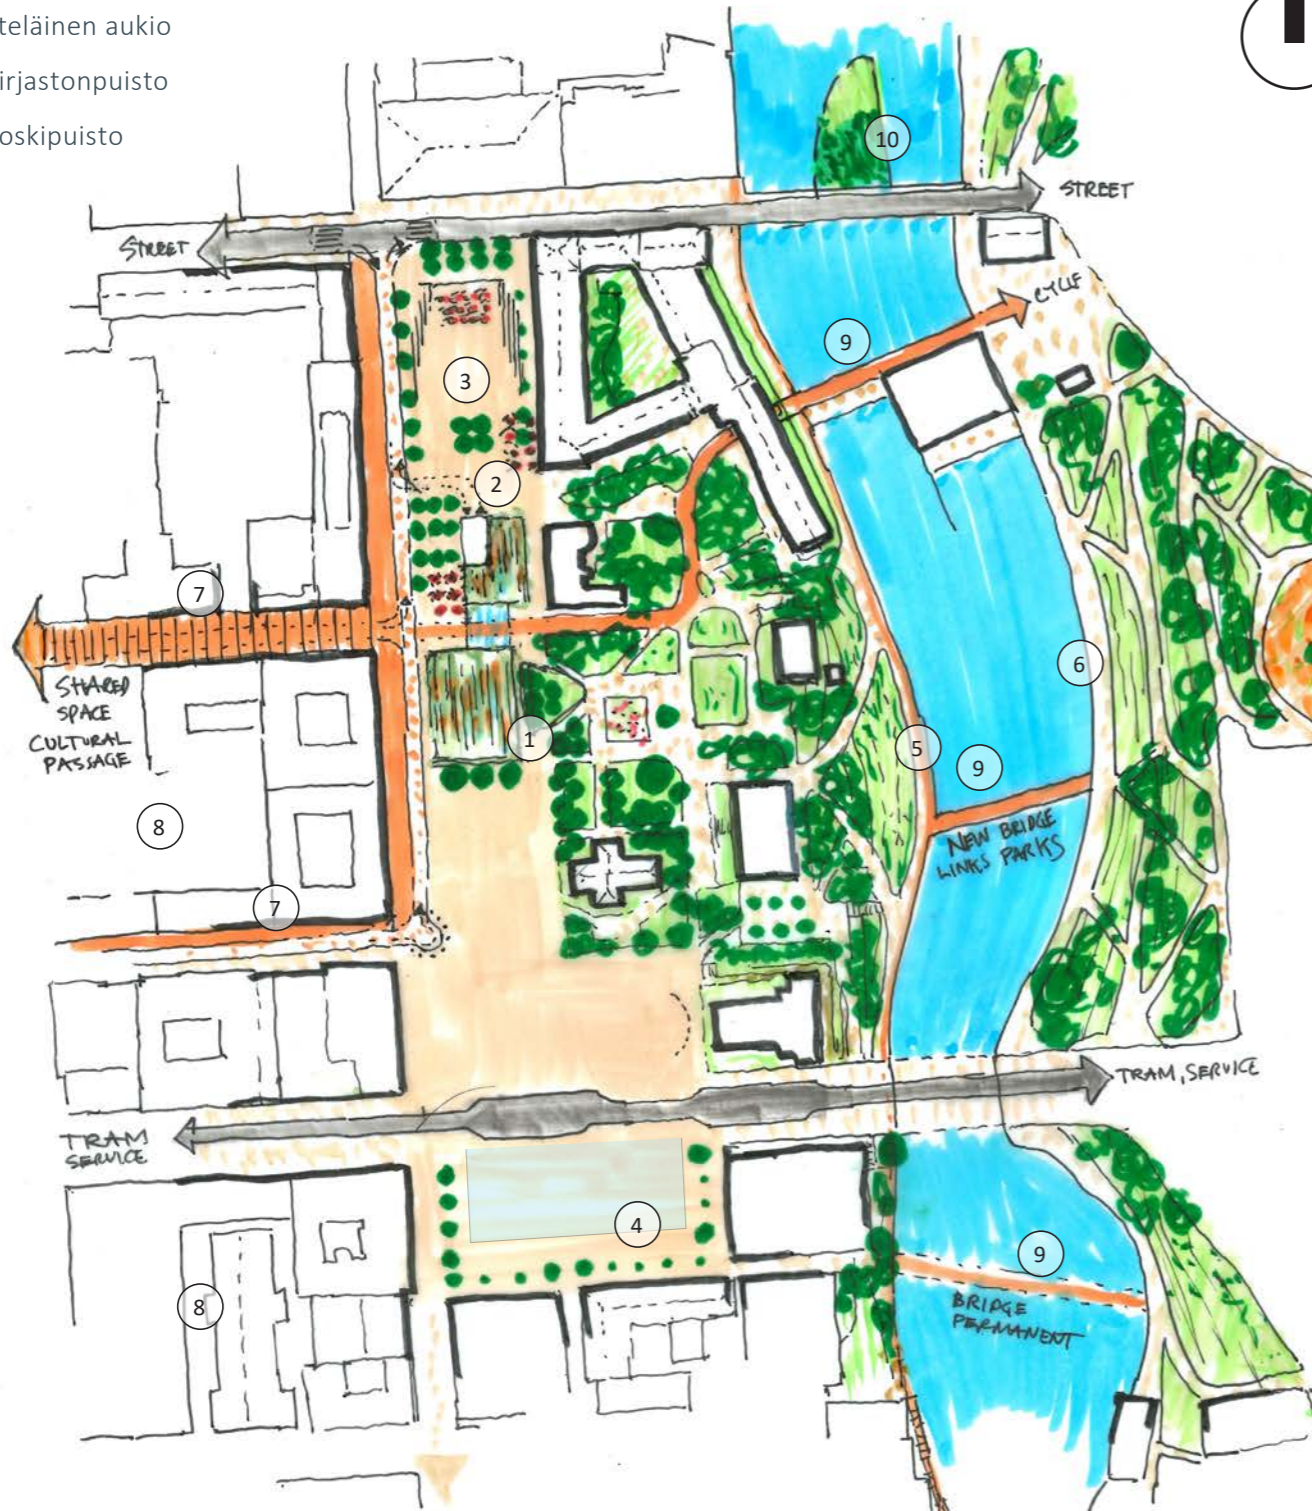 teläinen aukio
irjastonpuisto
oskipuisto
10
STREET
STREET
CYCLE
9
3
2
7
SHARED
SPACE
CULTURAL
PASSAGE
6
1
5
9
8
NEW BRIDGE
LINKS PARKS
7
TRAM, SERVICE
TRAM
SERVICE
4
9
8
BRIDGE
PERMANENT